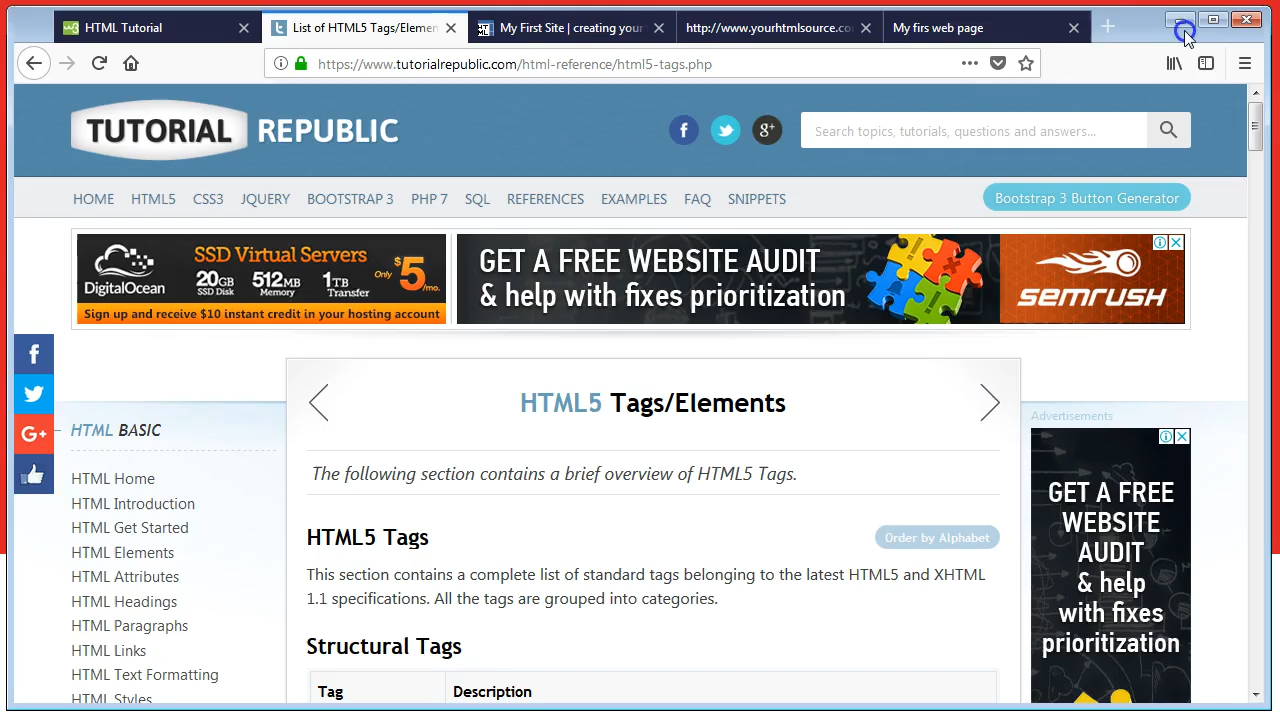 HTML Tutorial
List of HTML5 Tags/Elemen
My First Site | creating your
http://www.yourhtmlsource.co
My firs web page
https://www.tutorialrepublic.com/html-reference/html5-tags.php
TUTORIAL REPUBLIC
Search topics, tutorials, questions and answers...
HOME HTML5 CSS3 JQUERY BOOTSTRAP 3 PHP 7 SQL REFERENCES EXAMPLES FAQ SNIPPETS
Bootstrap 3 Button Generator
DigitalOcean
SSD Virtual Servers
20GB SSD Disk
512MB Memory
1TB Transfer
Only $5/mo.
Sign up and receive $10 instant credit in your hosting account
GET A FREE WEBSITE AUDIT
& help with fixes prioritization
SEMRUSH
HTML BASIC
HTML Home
HTML Introduction
HTML Get Started
HTML Elements
HTML Attributes
HTML Headings
HTML Paragraphs
HTML Links
HTML Text Formatting
HTML Styles
HTML5 Tags/Elements
The following section contains a brief overview of HTML5 Tags.
HTML5 Tags
Order by Alphabet
This section contains a complete list of standard tags belonging to the latest HTML5 and XHTML
1.1 specifications. All the tags are grouped into categories.
Structural Tags
Tag Description
Advertisements
GET A FREE
WEBSITE
AUDIT
& help
with fixes
prioritization